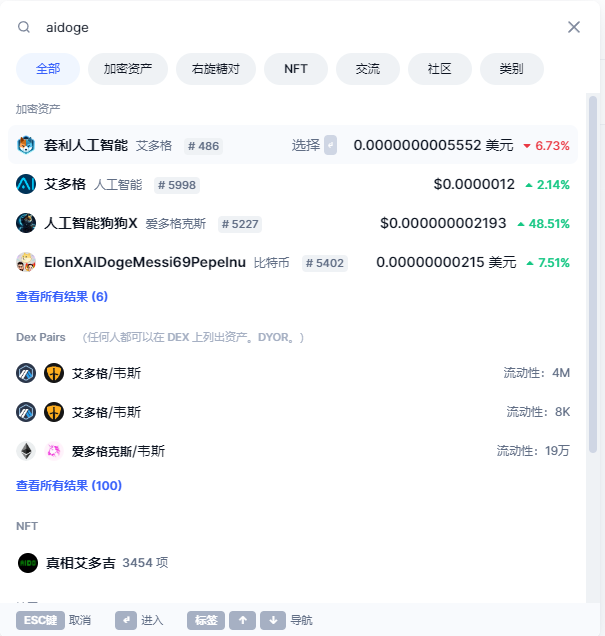 aidoge
全部 加密资产 右旋糖对 NFT 交流 社区 类别
加密资产
套利人工智能 艾多格 # 486 选择 0.0000000005552 美元 6.73%
艾多格 人工智能 # 5998 $0.0000012 2.14%
人工智能狗狗X 爱多格克斯 # 5227 $0.000000002193 48.51%
ElonXAIDogeMessi69PepeInu 比特币 # 5402 0.00000000215 美元 7.51%
查看所有结果 (6)
Dex Pairs (任何人都可以在 DEX 上列出资产。DYOR。)
艾多格/韦斯 流动性：4M
艾多格/韦斯 流动性：8K
爱多格克斯/韦斯 流动性：19万
查看所有结果 (100)
NFT
AIDO 真相艾多吉 3454 项
ESC键 取消 进入 标签 导航